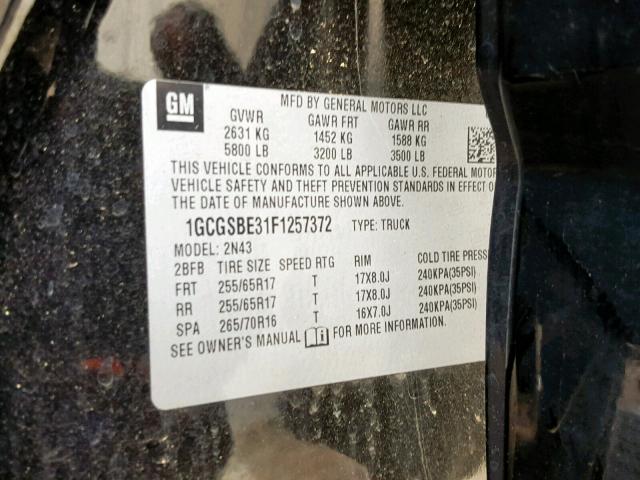 GM
MFD BY GENERAL MOTORS LLC
GVWR GAWR FRT GAWR RR
2631 KG 1452 KG 1588 KG
5800 LB 3200 LB 3500 LB
THIS VEHICLE CONFORMS TO ALL APPLICABLE U.S. FEDERAL MOTOR
VEHICLE SAFETY AND THEFT PREVENTION STANDARDS IN EFFECT O
THE DATE OF MANUFACTURE SHOWN ABOVE.
1GCGSBE31F1257372 TYPE: TRUCK
MODEL: 2N43
2BFB TIRE SIZE SPEED RTG RIM COLD TIRE PRESS
FRT 255/65R17 T 17X8.0J 240KPA(35PSI)
RR 255/65R17 T 17X8.0J 240KPA(35PSI)
SPA 265/70R16 T 16X7.0J 240KPA(35PSI)
SEE OWNER'S MANUAL FOR MORE INFORMATION.